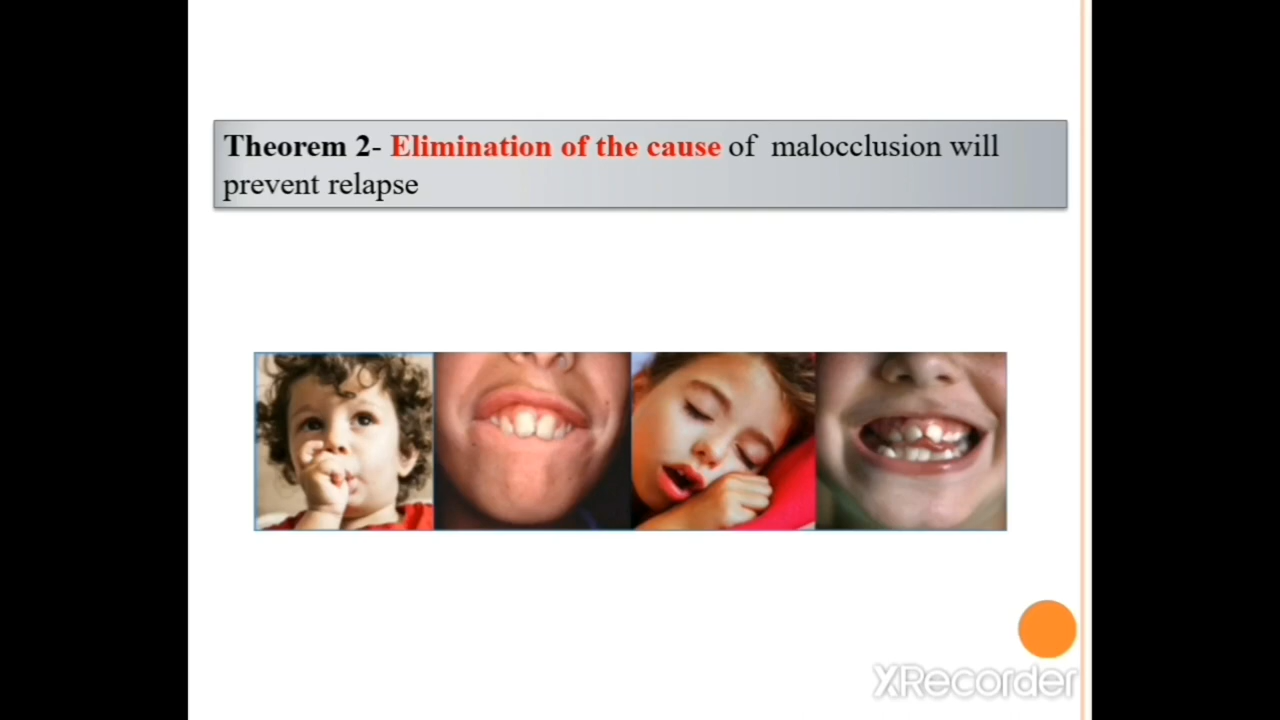 Theorem 2- Elimination of the cause of malocclusion will
prevent relapse
XRecorder